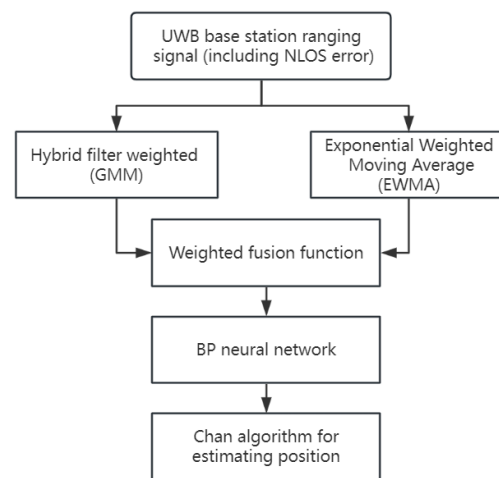 UWB base station ranging
signal (including NLOS error)
Hybrid filter weighted
(GMM)
Exponential Weighted
Moving Average
(EWMA)
Weighted fusion function
BP neural network
Chan algorithm for
estimating position